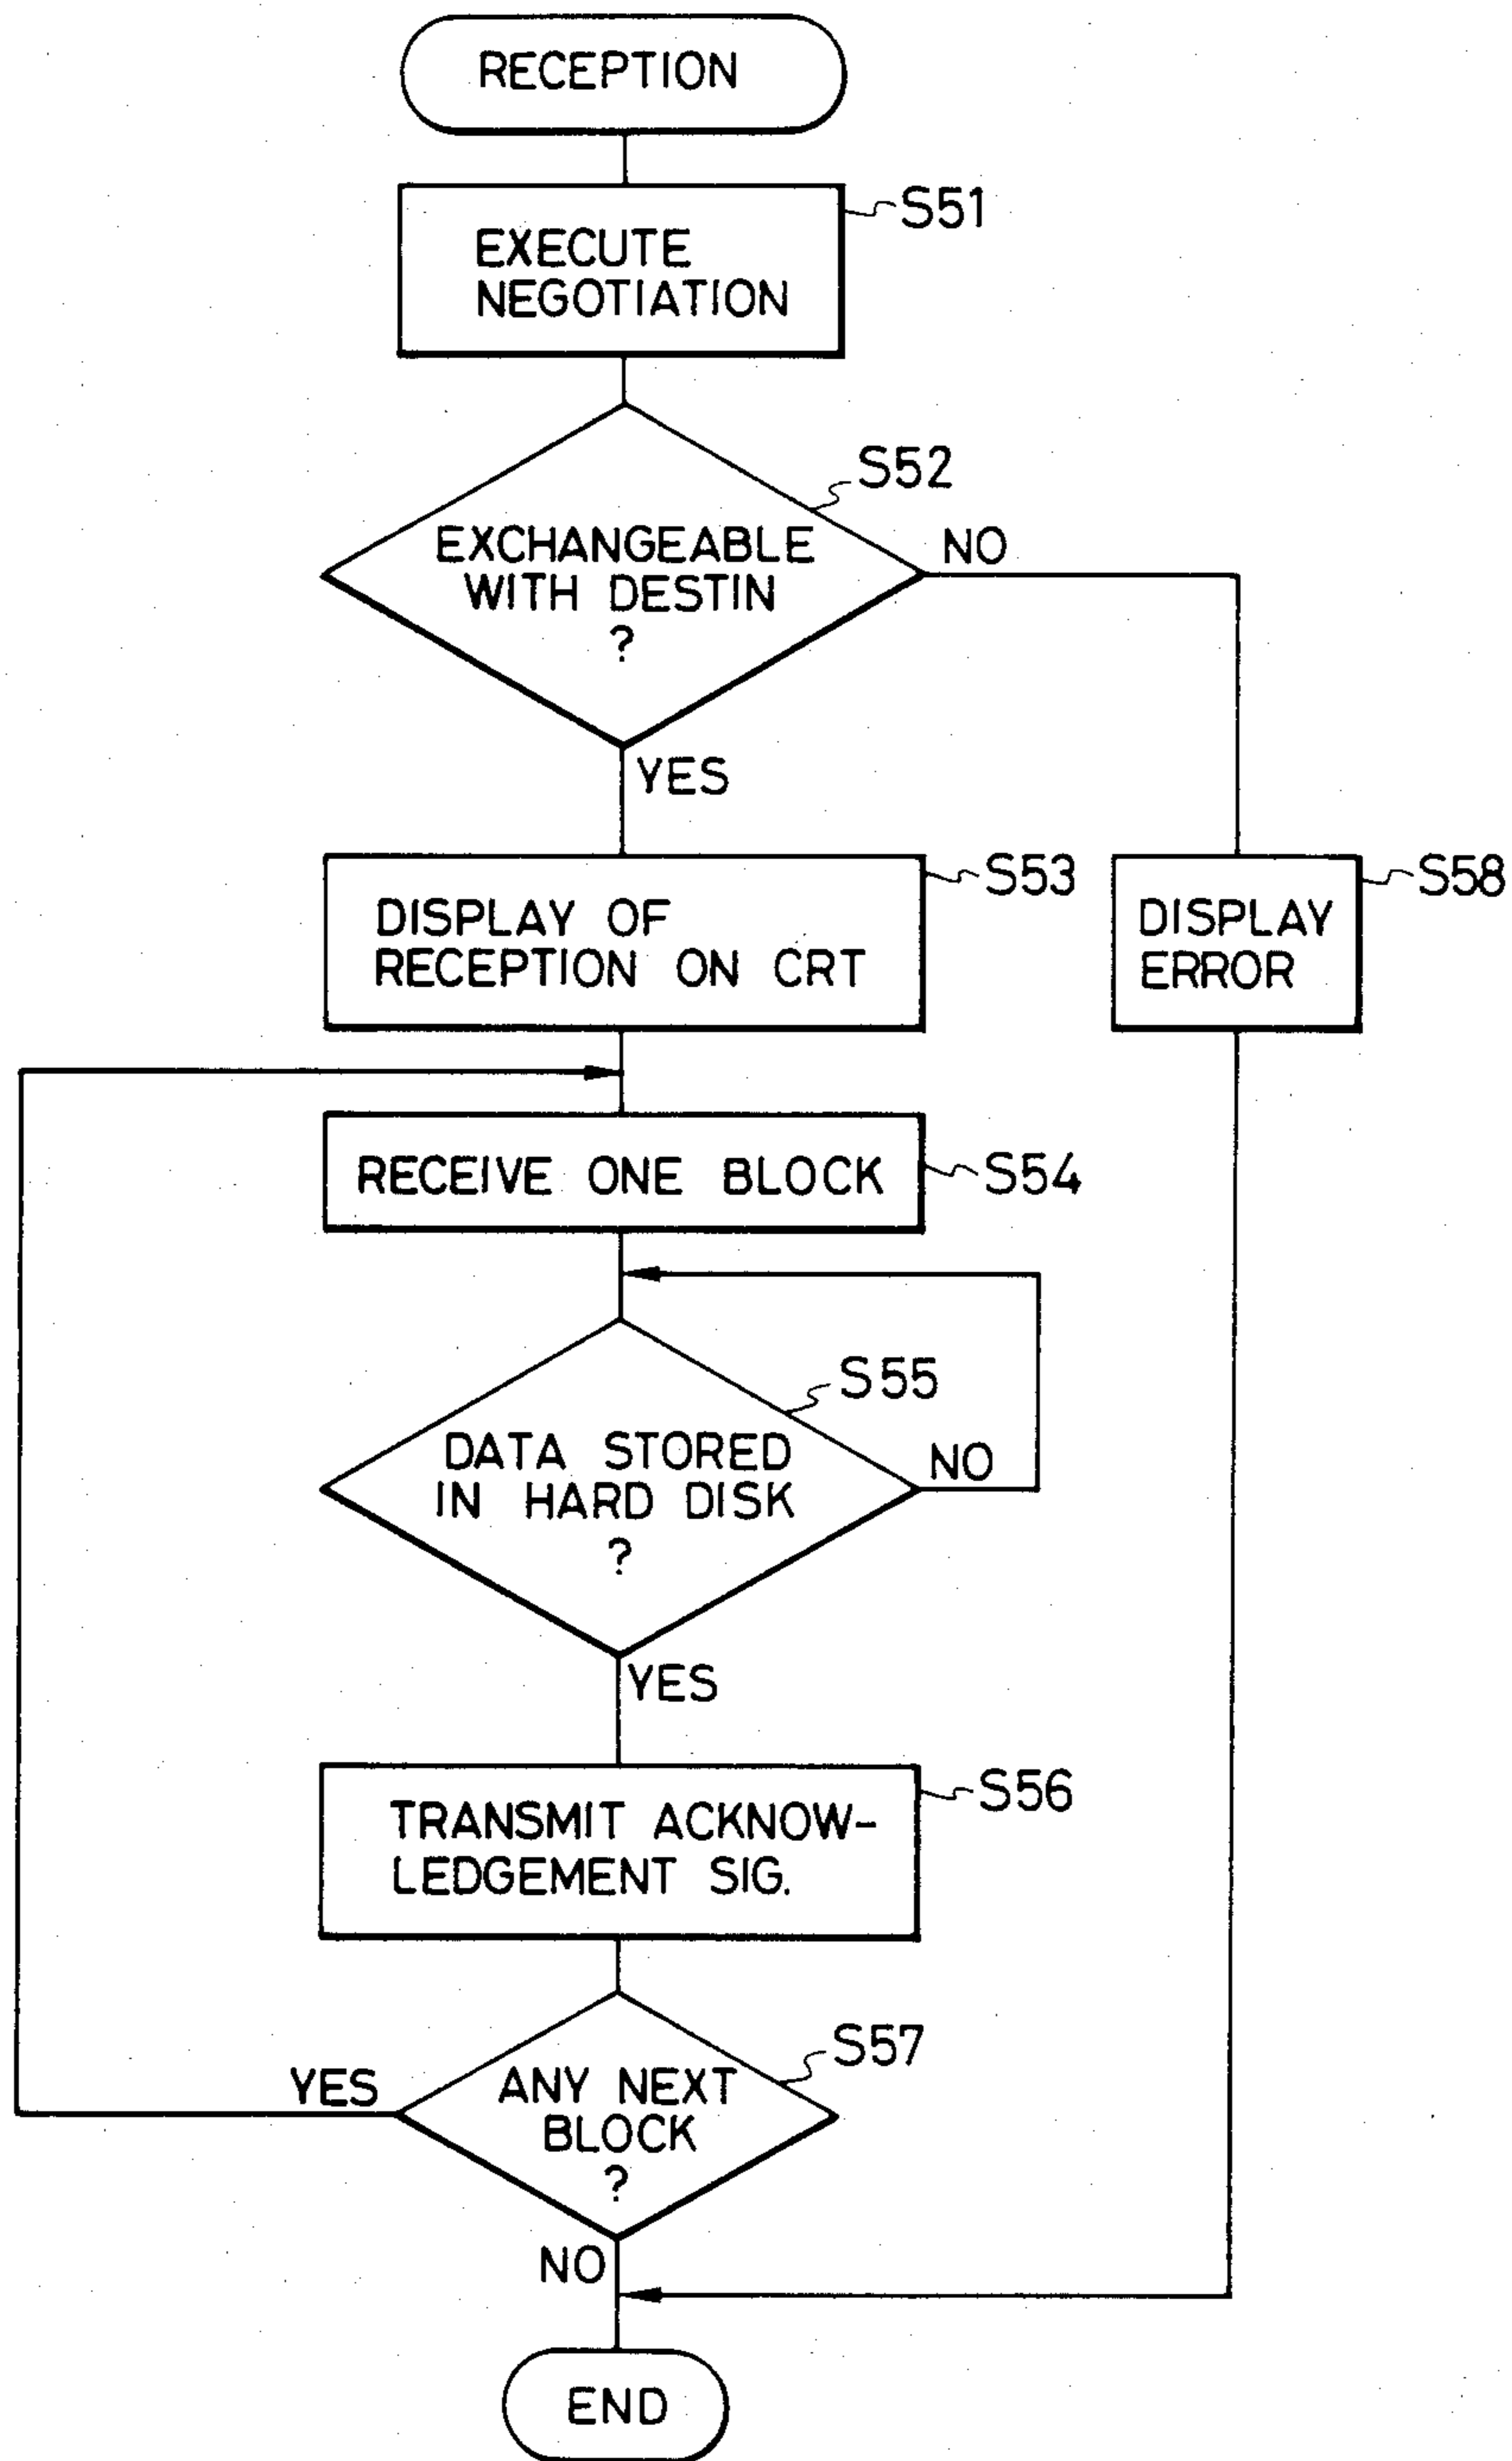 RECEPTION
S51
EXECUTE
NEGOTIATION
S52
EXCHANGEABLE
WITH DESTIN
?
NO
YES
S53
DISPLAY OF
RECEPTION ON CRT
S58
DISPLAY
ERROR
RECEIVE ONE BLOCK
S54
S55
DATA STORED
IN HARD DISK
?
NO
YES
S56
TRANSMIT ACKNOW-
LEDGEMENT SIG.
S57
YES
ANY NEXT
BLOCK
?
NO
END